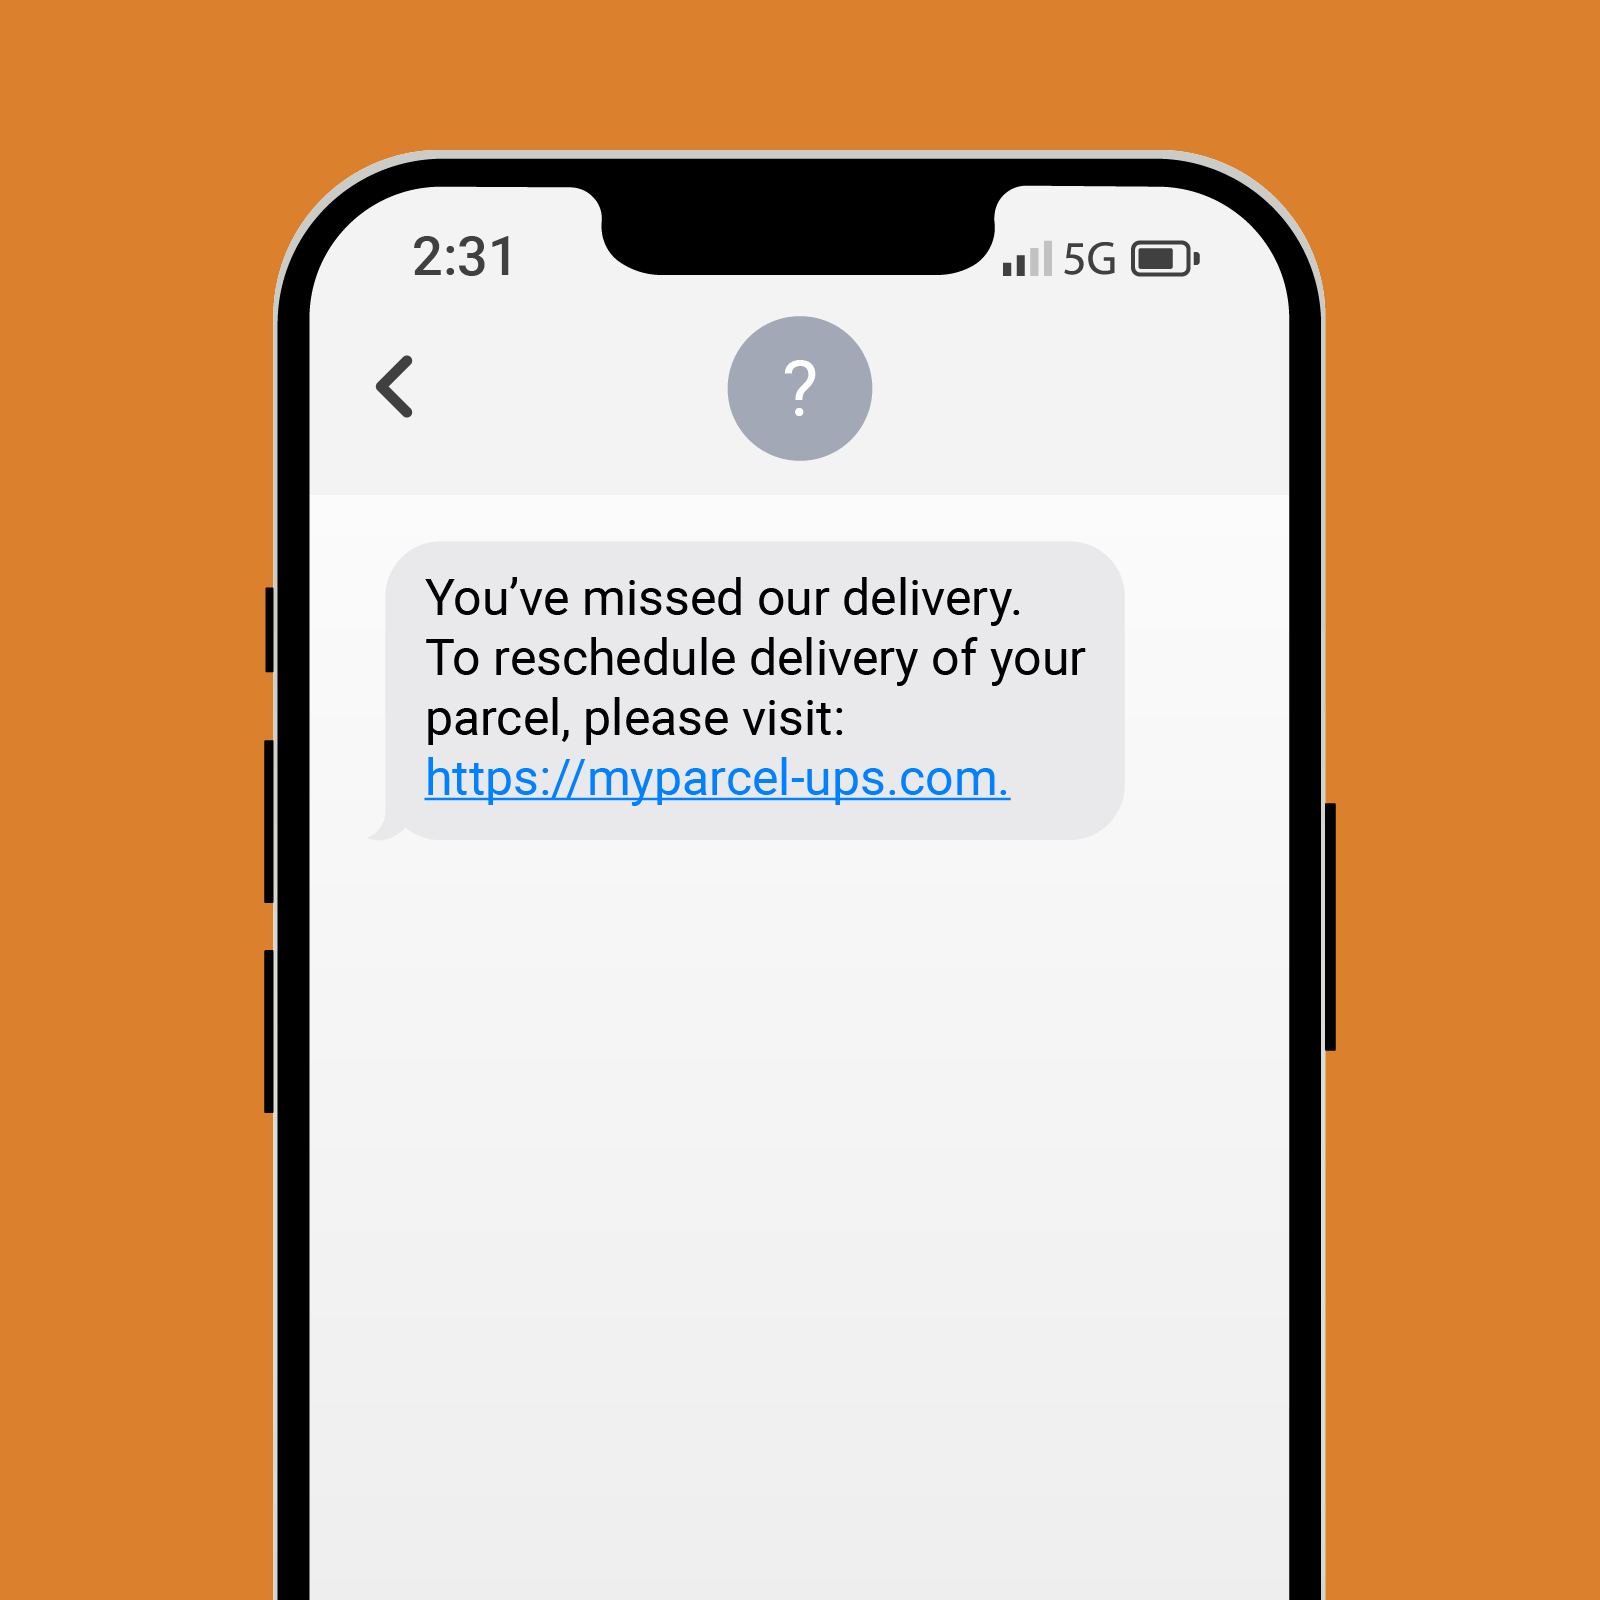 2:31
5G
?
You’ve missed our delivery.
To reschedule delivery of your
parcel, please visit:
https://myparcel-ups.com.